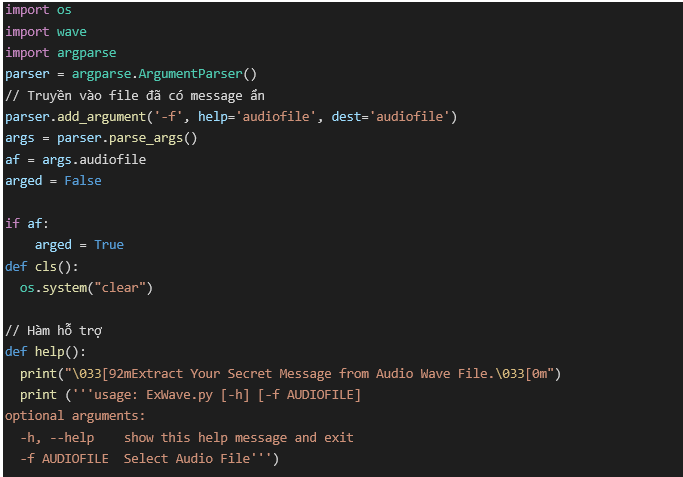 import os
import wave
import argparse
parser = argparse.ArgumentParser()
// Truyền vào file đã có message ẩn
parser.add_argument('-f', help='audiofile', dest='audiofile')
args = parser.parse_args()
af = args.audiofile
arged = False

if af:
    arged = True
def cls():
  os.system("clear")

// Hàm hỗ trợ
def help():
  print("\033[92mExtract Your Secret Message from Audio Wave File.\033[0m")
  print ('''usage: ExWave.py [-h] [-f AUDIOFILE]
optional arguments:
  -h, --help    show this help message and exit
  -f AUDIOFILE  Select Audio File''')